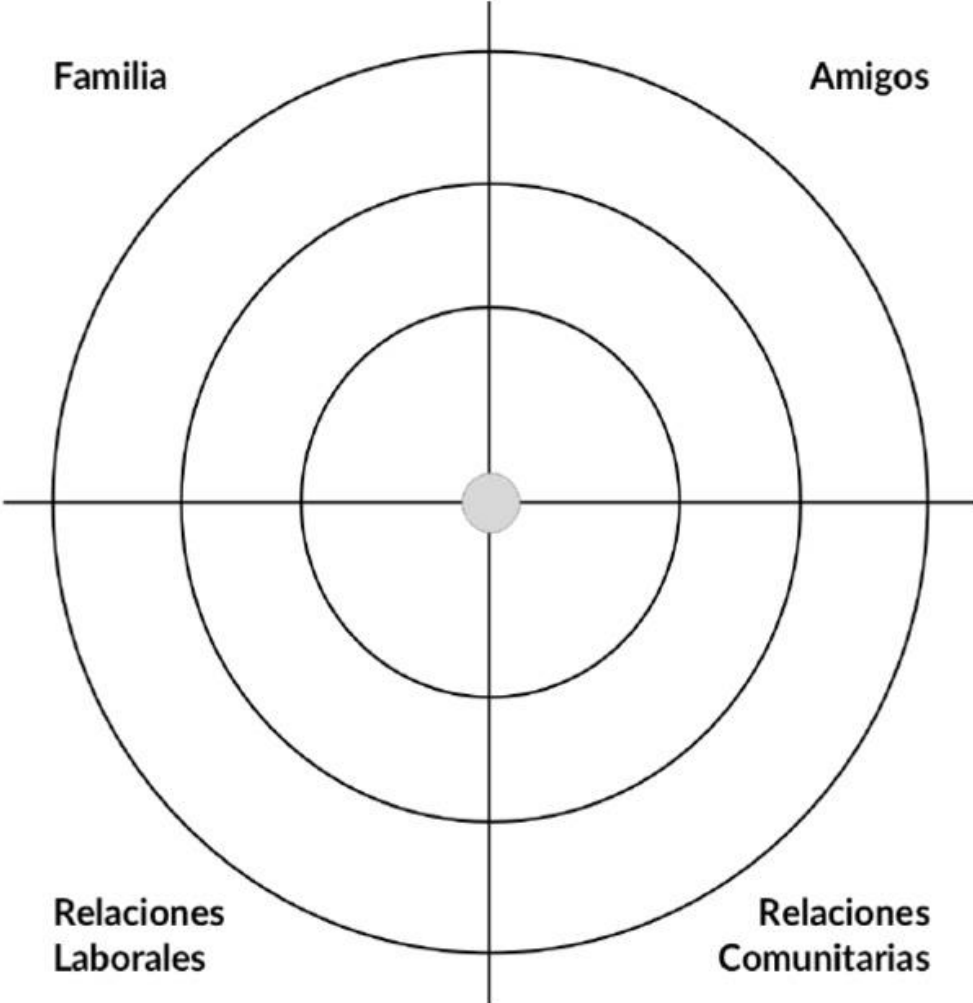 Familia
Amigos
Relaciones
Laborales
Relaciones
Comunitarias